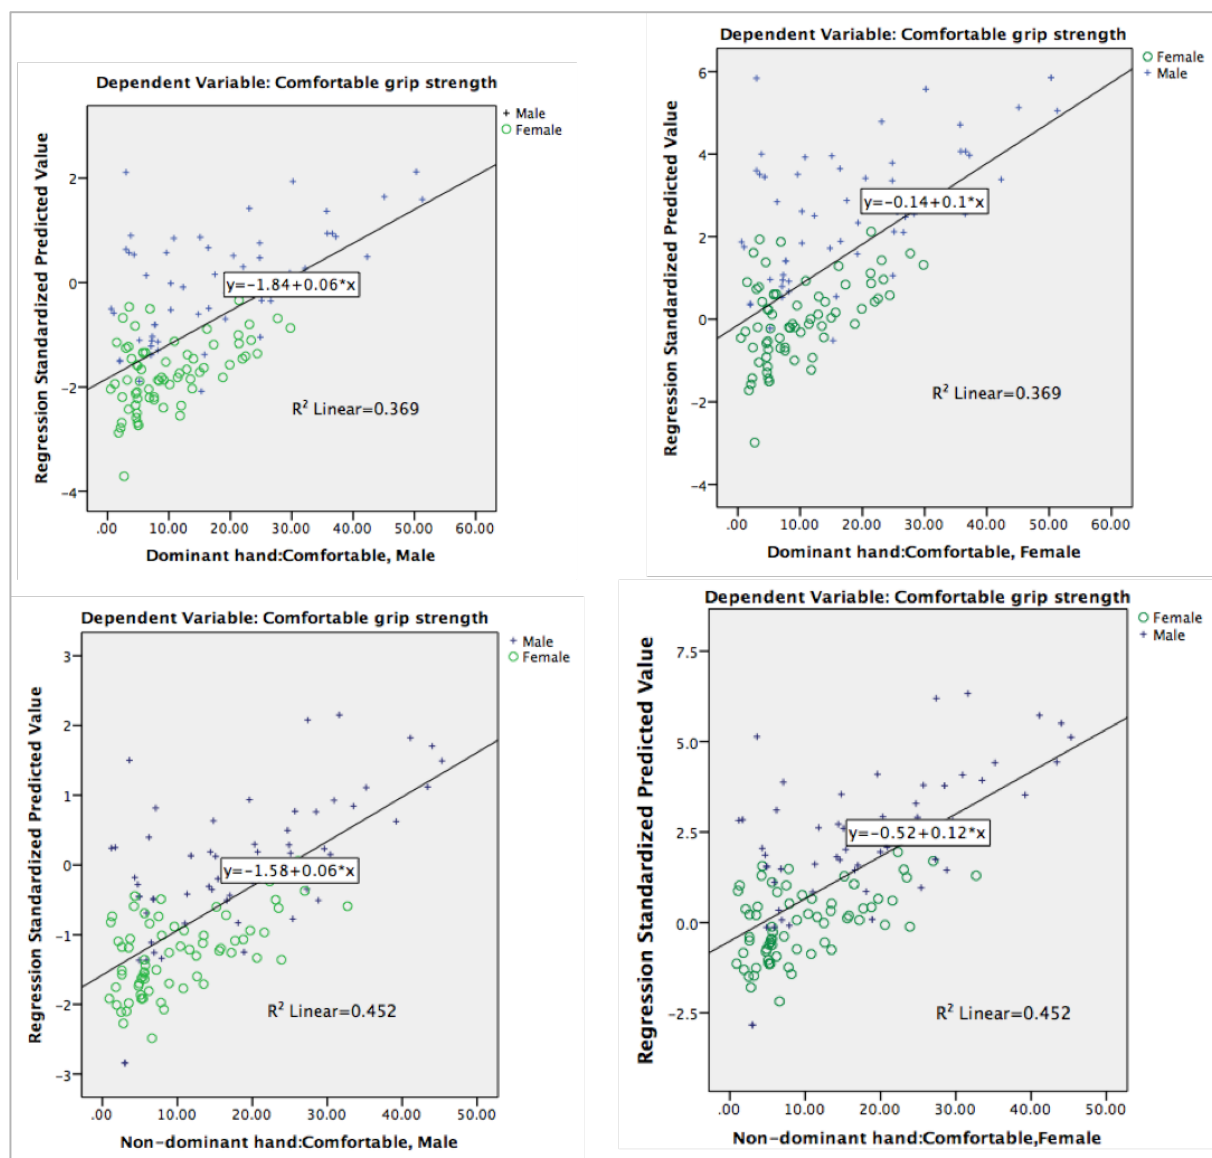 Dependent Variable: Comfortable grip strength
+ Male
○ Female
Regression Standardized Predicted Value
2
0
−2
−4
y=−1.84+0.06*x
R² Linear=0.369
.00 10.00 20.00 30.00 40.00 50.00 60.00
Dominant hand:Comfortable, Male
Dependent Variable: Comfortable grip strength
○ Female
+ Male
Regression Standardized Predicted Value
6
4
2
0
−2
−4
y=−0.14+0.1*x
R² Linear=0.369
.00 10.00 20.00 30.00 40.00 50.00 60.00
Dominant hand:Comfortable, Female
Dependent Variable: Comfortable grip strength
+ Male
○ Female
Regression Standardized Predicted Value
3
2
1
0
−1
−2
−3
y=−1.58+0.06*x
R² Linear=0.452
.00 10.00 20.00 30.00 40.00 50.00
Non-dominant hand:Comfortable, Male
Dependent Variable: Comfortable grip strength
○ Female
+ Male
Regression Standardized Predicted Value
7.5
5.0
2.5
0.0
−2.5
y=−0.52+0.12*x
R² Linear=0.452
.00 10.00 20.00 30.00 40.00 50.00
Non-dominant hand:Comfortable,Female